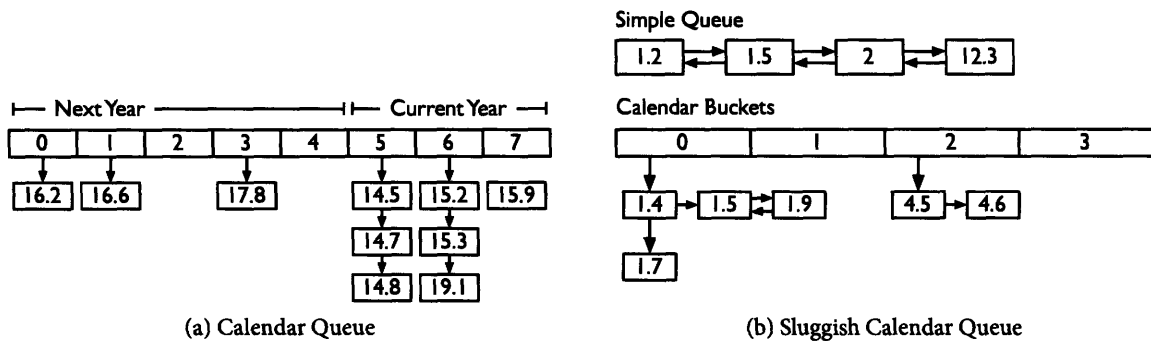 Simple Queue
1.2 1.5 2 12.3
Next Year Current Year
0 1 2 3 4 5 6 7
16.2 16.6 17.8 14.5 15.2 15.9
14.7 15.3
14.8 19.1
(a) Calendar Queue
Calendar Buckets
0 1 2 3
1.4 1.5 1.9 4.5 4.6
1.7
(b) Sluggish Calendar Queue